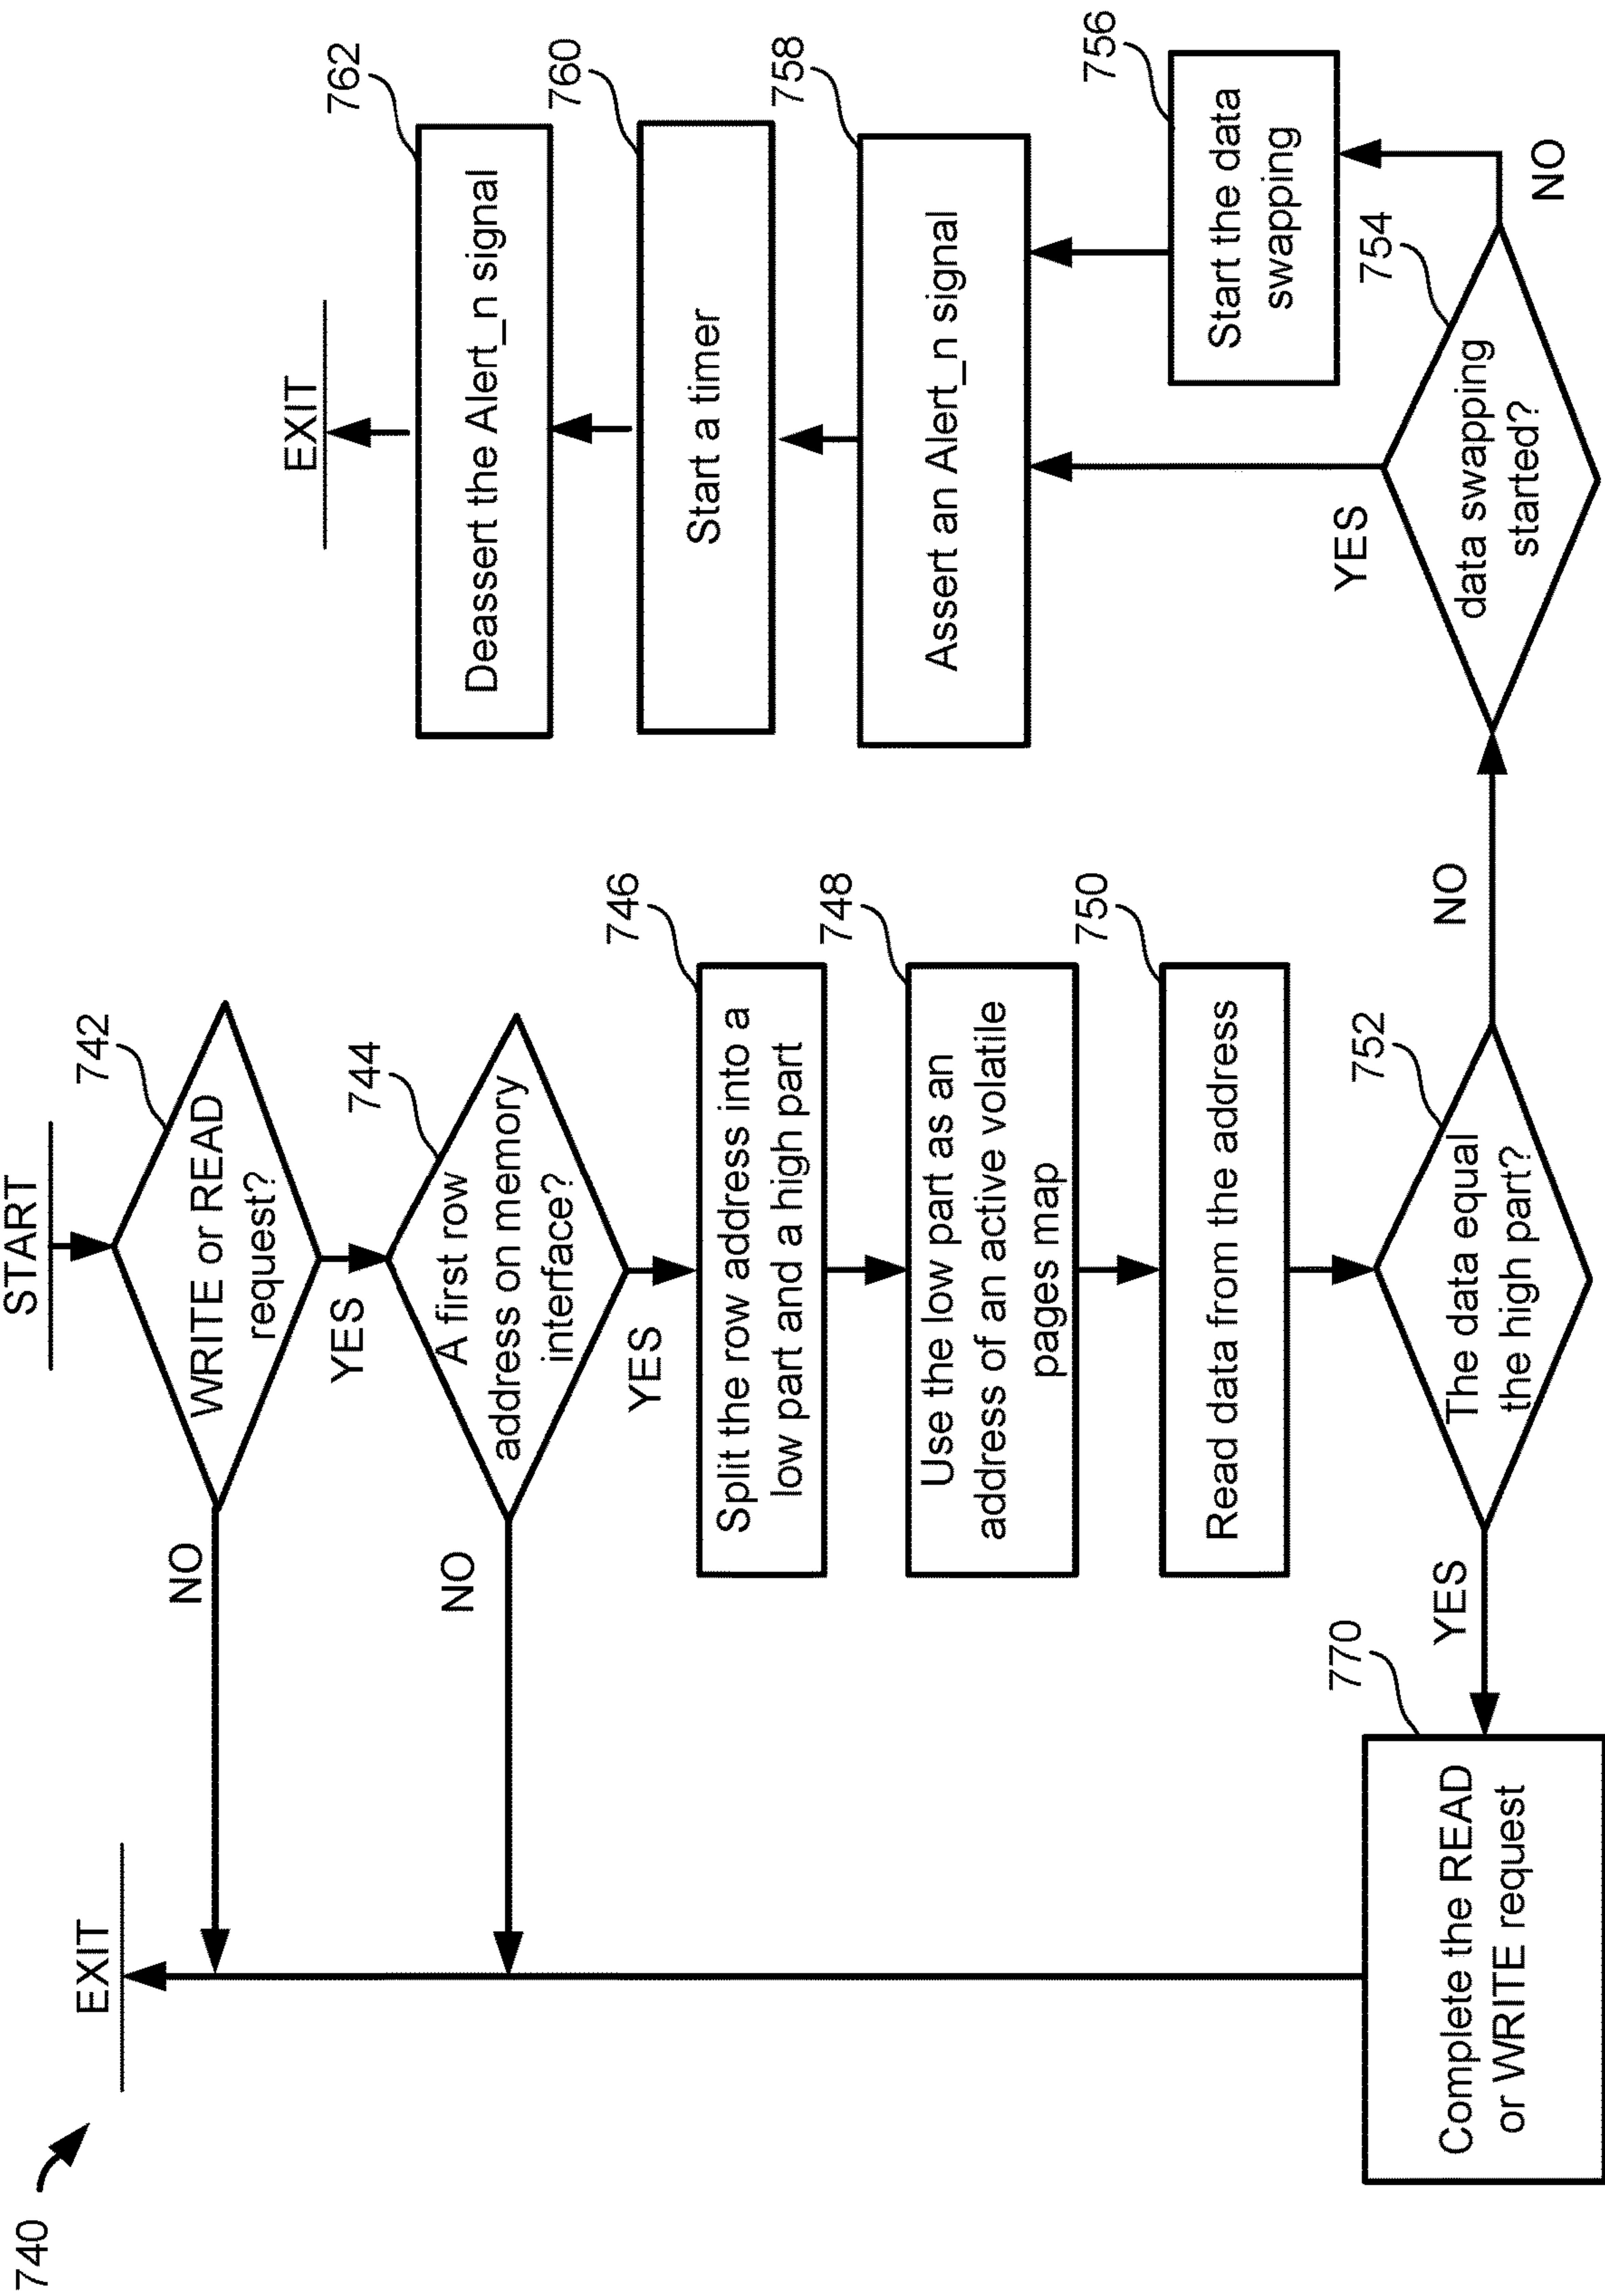 740
START
742
WRITE or READ
request?
NO
YES
EXIT
744
A first row
address on memory
interface?
NO
YES
746
Split the row address into a
low part and a high part
748
Use the low part as an
address of an active volatile
pages map
750
Read data from the address
752
The data equal
the high part?
YES
NO
770
Complete the READ
or WRITE request
754
data swapping
started?
YES
NO
756
Start the data
swapping
758
Assert an Alert_n signal
760
Start a timer
762
Deassert the Alert_n signal
EXIT